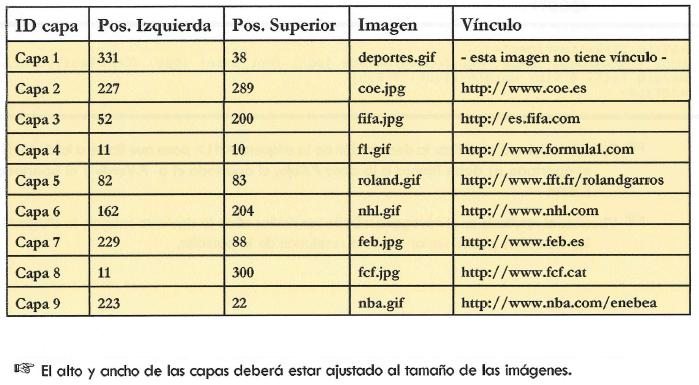 ID capa Pos. Izquierda Pos. Superior Imagen Vínculo
Capa 1 331 38 deportes.gif - esta imagen no tiene vínculo -
Capa 2 227 289 coe.jpg http://www.coe.es
Capa 3 52 200 fifa.jpg http://es.fifa.com
Capa 4 11 10 f1.gif http://www.formula1.com
Capa 5 82 83 roland.gif http://www.fft.fr/rolandgarros
Capa 6 162 204 nhl.gif http://www.nhl.com
Capa 7 229 88 feb.jpg http://www.feb.es
Capa 8 11 300 fcf.jpg http://www.fcf.cat
Capa 9 223 22 nba.gif http://www.nba.com/enebea
☞ El alto y ancho de las capas deberá estar ajustado al tamaño de las imágenes.